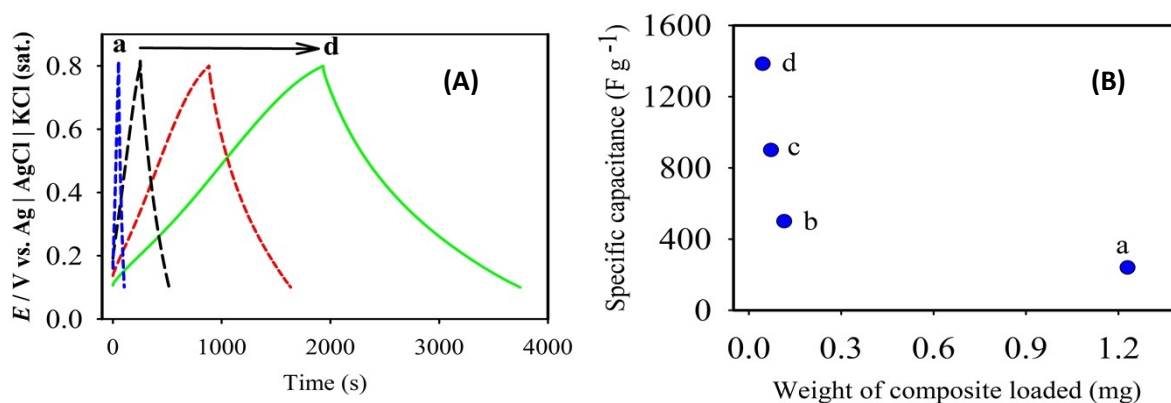 a
d
(A)
E / V vs. Ag | AgCl | KCl (sat.)
0.8
0.6
0.4
0.2
0.0
0 1000 2000 3000 4000
Time (s)
(B)
Specific capacitance (F g -1)
1600
1200
800
400
0
d
c
b
a
0.0 0.3 0.6 0.9 1.2
Weight of composite loaded (mg)